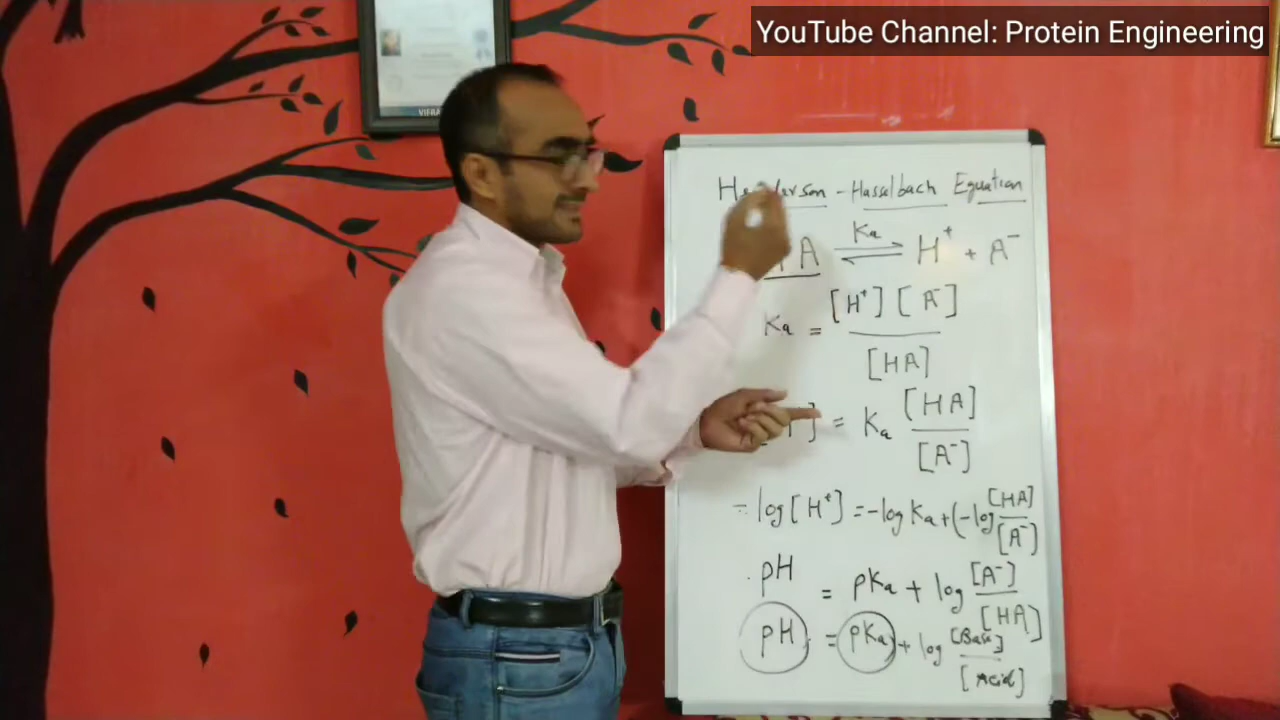 YouTube Channel: Protein Engineering
- Hasselbach Equation
A ⇌ Ka H⁺ + A⁻
Ka = [H⁺] [A⁻] / [HA]
] = Ka [HA] / [A⁻]
- log [H⁺] = -log Ka + (-log [HA] / [A⁻]
pH = pKa + log [A⁻] / [HA]
pH = pKa + log [Base] / [Acid]